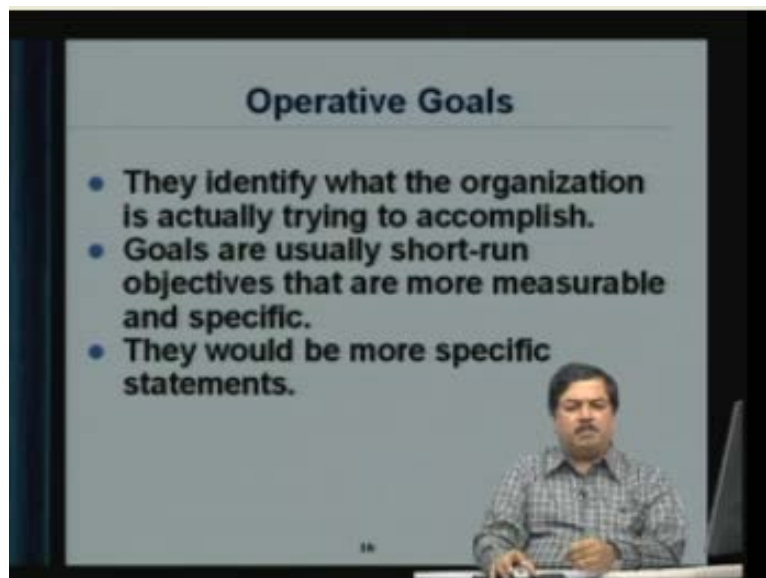 Operative Goals
● They identify what the organization
is actually trying to accomplish.
● Goals are usually short-run
objectives that are more measurable
and specific.
● They would be more specific
statements.